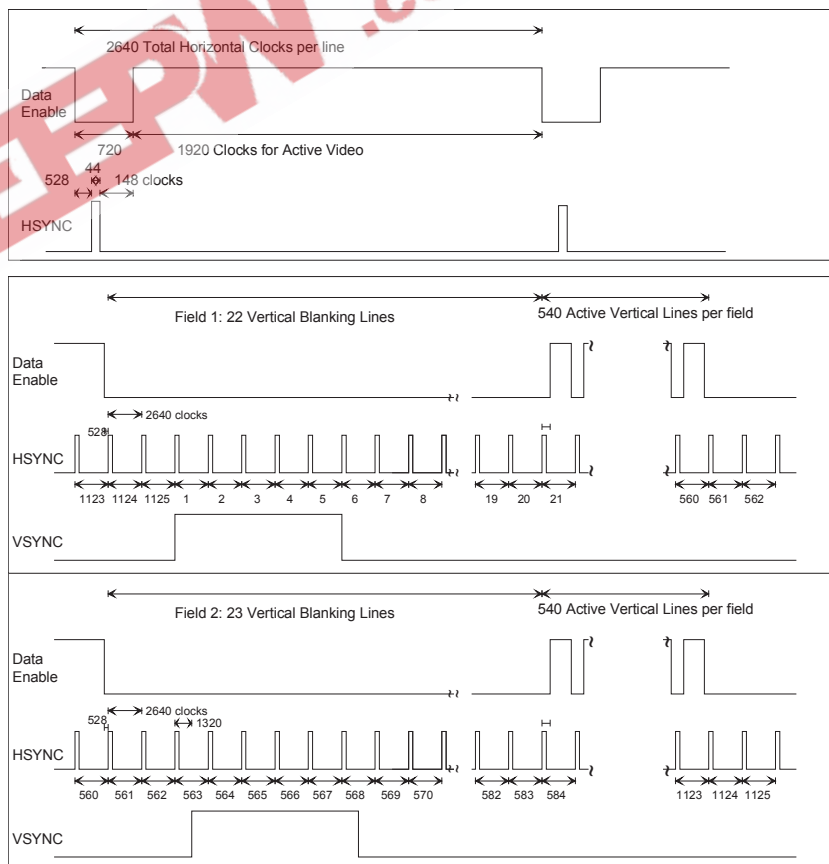 EEPW .c
2640 Total Horizontal Clocks per line
Data
Enable
720 1920 Clocks for Active Video
44
528 148 clocks
HSYNC
Field 1: 22 Vertical Blanking Lines 540 Active Vertical Lines per field
Data
Enable
2640 clocks
528
HSYNC
1123 1124 1125 1 2 3 4 5 6 7 8 19 20 21 560 561 562
VSYNC
Field 2: 23 Vertical Blanking Lines 540 Active Vertical Lines per field
Data
Enable
2640 clocks
528 1320
HSYNC
560 561 562 563 564 565 566 567 568 569 570 582 583 584 1123 1124 1125
VSYNC